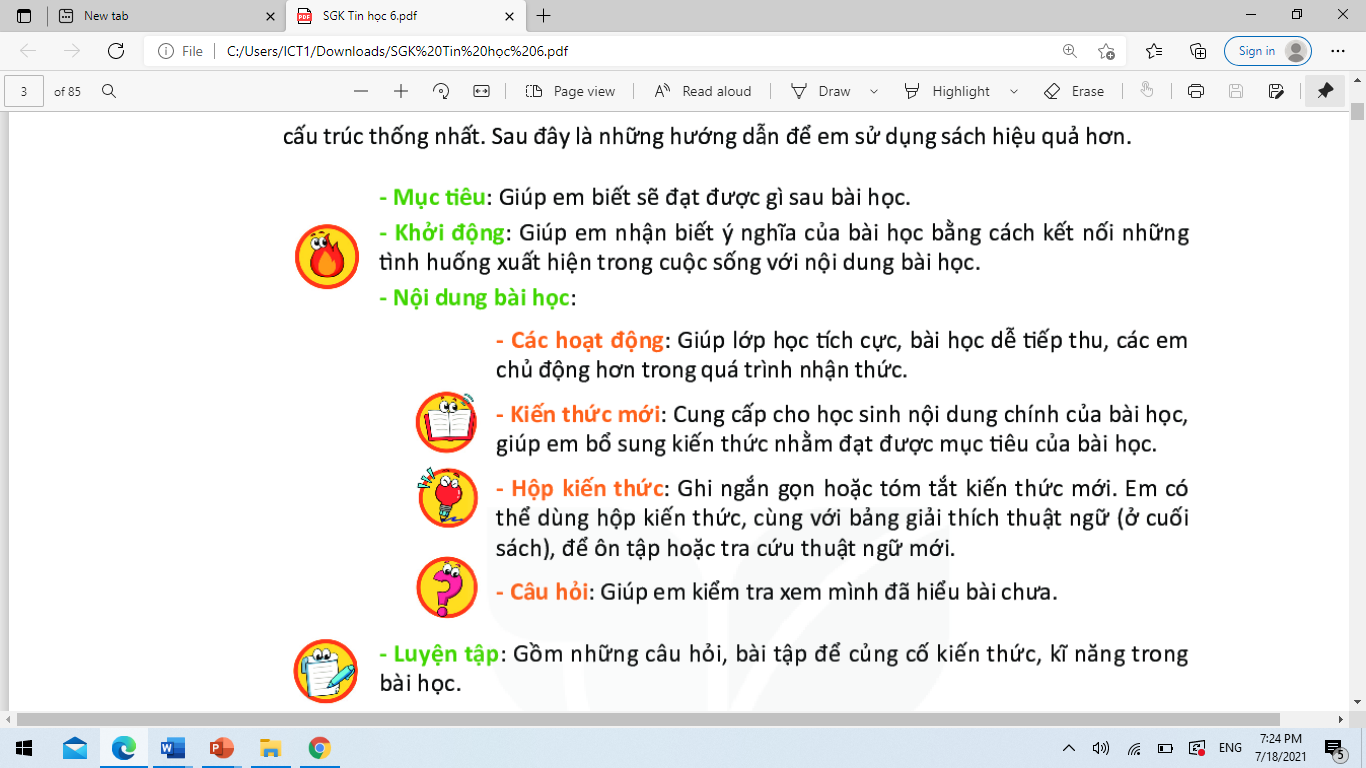 New tab
SGK Tin học 6.pdf
File
C:/Users/ICT1/Downloads/SGK%20Tin%20học%206.pdf
Sign in
3 of 85
Page view
Read aloud
Draw
Highlight
Erase
cấu trúc thống nhất. Sau đây là những hướng dẫn để em sử dụng sách hiệu quả hơn.
- Mục tiêu: Giúp em biết sẽ đạt được gì sau bài học.
- Khởi động: Giúp em nhận biết ý nghĩa của bài học bằng cách kết nối những
tình huống xuất hiện trong cuộc sống với nội dung bài học.
- Nội dung bài học:
- Các hoạt động: Giúp lớp học tích cực, bài học dễ tiếp thu, các em
chủ động hơn trong quá trình nhận thức.
- Kiến thức mới: Cung cấp cho học sinh nội dung chính của bài học,
giúp em bổ sung kiến thức nhằm đạt được mục tiêu của bài học.
- Hộp kiến thức: Ghi ngắn gọn hoặc tóm tắt kiến thức mới. Em có
thể dùng hộp kiến thức, cùng với bảng giải thích thuật ngữ (ở cuối
sách), để ôn tập hoặc tra cứu thuật ngữ mới.
- Câu hỏi: Giúp em kiểm tra xem mình đã hiểu bài chưa.
- Luyện tập: Gồm những câu hỏi, bài tập để củng cố kiến thức, kĩ năng trong
bài học.
ENG
7:24 PM
7/18/2021
5